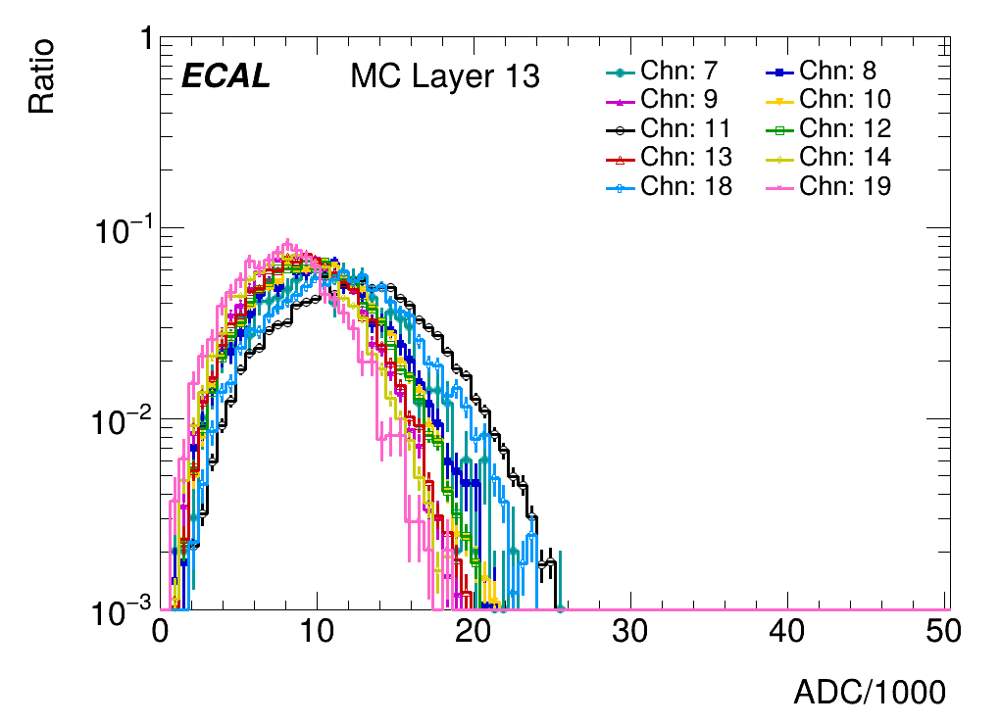 Ratio
1
ECAL MC Layer 13
Chn: 7 Chn: 8
Chn: 9 Chn: 10
Chn: 11 Chn: 12
Chn: 13 Chn: 14
Chn: 18 Chn: 19
10⁻¹
10⁻²
10⁻³
0 10 20 30 40 50
ADC/1000